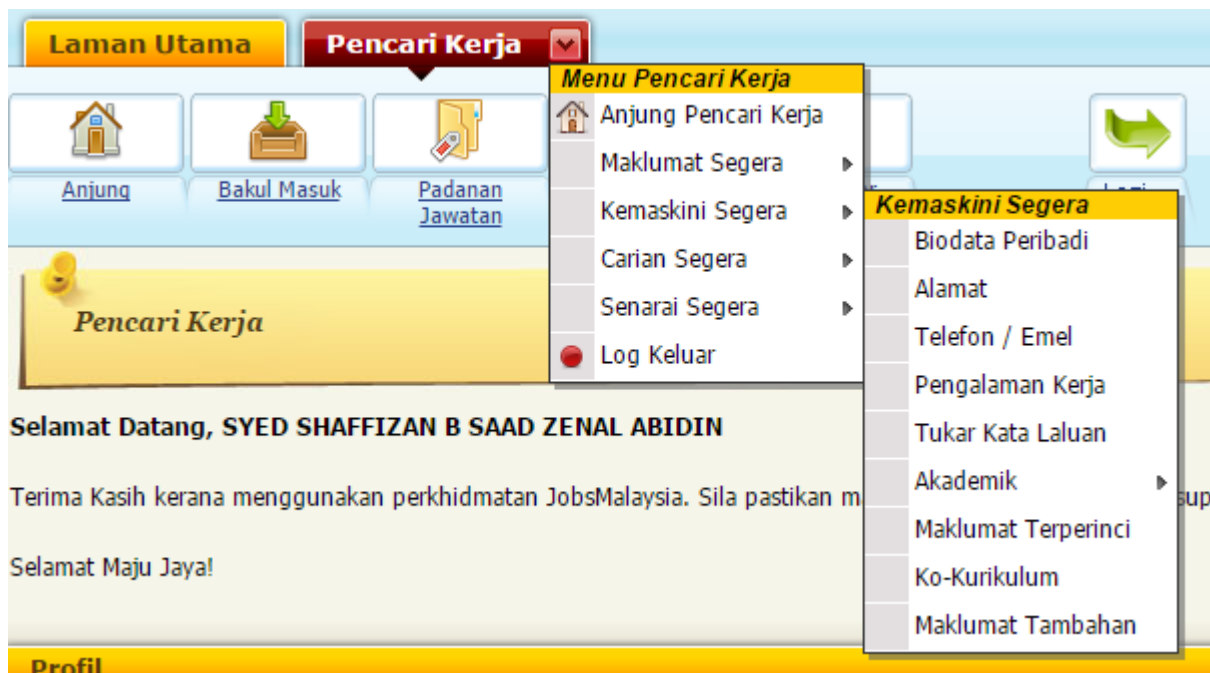 Laman Utama
Pencari Kerja
Anjung
Bakul Masuk
Padanan
Jawatan
Menu Pencari Kerja
Anjung Pencari Kerja
Maklumat Segera
Kemaskini Segera
Carian Segera
Senarai Segera
Log Keluar
Kemaskini Segera
Biodata Peribadi
Alamat
Telefon / Emel
Pengalaman Kerja
Tukar Kata Laluan
Akademik
Maklumat Terperinci
Ko-Kurikulum
Maklumat Tambahan
Pencari Kerja
Selamat Datang, SYED SHAFFIZAN B SAAD ZENAL ABIDIN
Terima Kasih kerana menggunakan perkhidmatan JobsMalaysia. Sila pastikan
Selamat Maju Jaya!
Profil